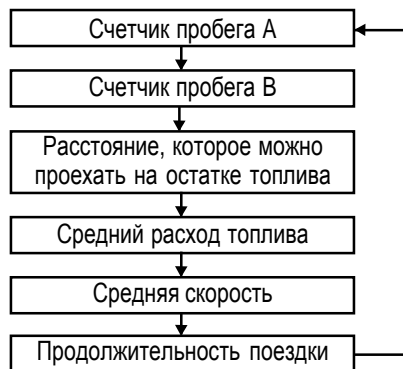 Счетчик пробега А
Счетчик пробега В
Расстояние, которое можно
проехать на остатке топлива
Средний расход топлива
Средняя скорость
Продолжительность поездки